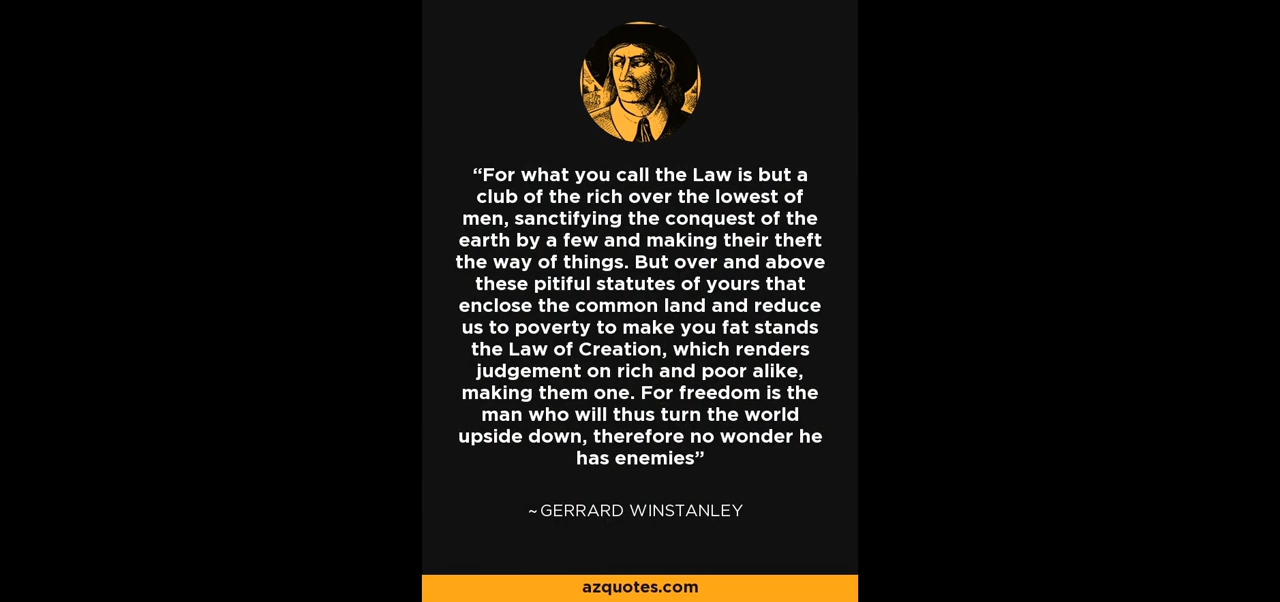 “For what you call the Law is but a
club of the rich over the lowest of
men, sanctifying the conquest of the
earth by a few and making their theft
the way of things. But over and above
these pitiful statutes of yours that
enclose the common land and reduce
us to poverty to make you fat stands
the Law of Creation, which renders
judgement on rich and poor alike,
making them one. For freedom is the
man who will thus turn the world
upside down, therefore no wonder he
has enemies”
~ GERRARD WINSTANLEY
azquotes.com